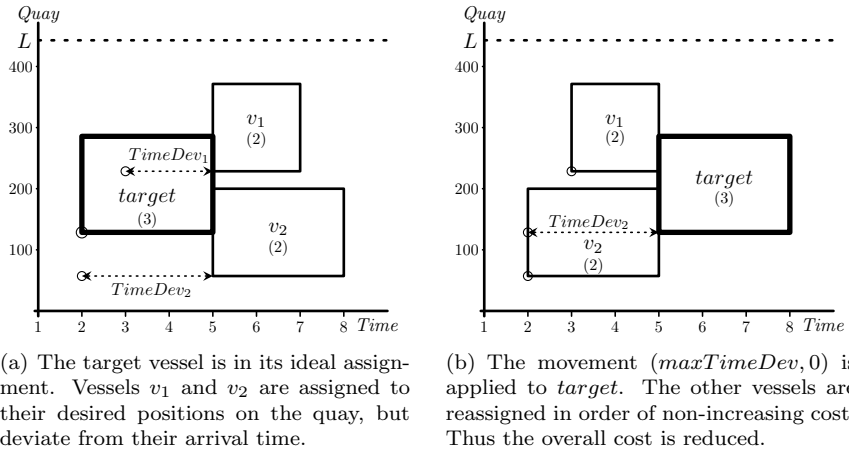 Quay
L
400
300
200
100
v1
(2)
TimeDev1
target
(3)
v2
(2)
TimeDev2
1 2 3 4 5 6 7 8 Time
(a) The target vessel is in its ideal assign-
ment. Vessels v1 and v2 are assigned to
their desired positions on the quay, but
deviate from their arrival time.
Quay
L
400
300
200
100
v1
(2)
target
(3)
TimeDev2
v2
(2)
1 2 3 4 5 6 7 8 Time
(b) The movement (maxTimeDev, 0) is
applied to target. The other vessels are
reassigned in order of non-increasing cost.
Thus the overall cost is reduced.